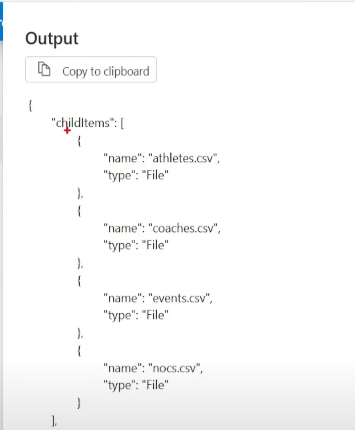 Output
Copy to clipboard
{
"childItems": [
{
"name": "athletes.csv",
"type": "File"
},
{
"name": "coaches.csv",
"type": "File"
},
{
"name": "events.csv",
"type": "File"
},
{
"name": "nocs.csv",
"type": "File"
}
],